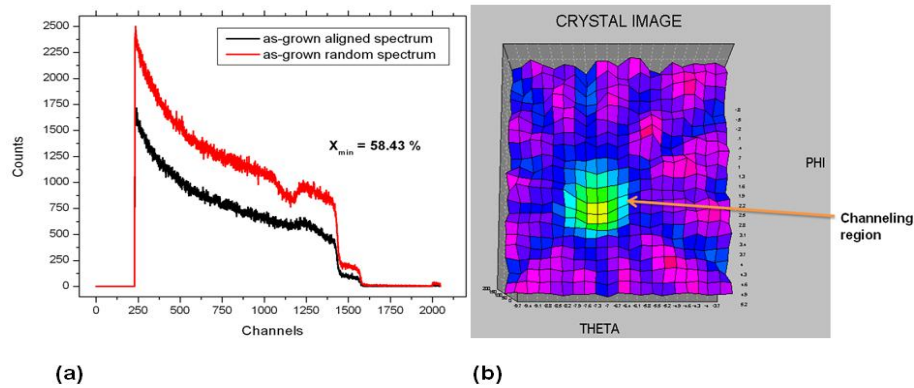 2500
2250
2000
1750
1500
1250
1000
750
500
250
0
Counts
as-grown aligned spectrum
as-grown random spectrum
X min = 58.43 %
0 250 500 750 1000 1250 1500 1750 2000
Channels
(a)
CRYSTAL IMAGE
PHI
Channeling
region
THETA
(b)